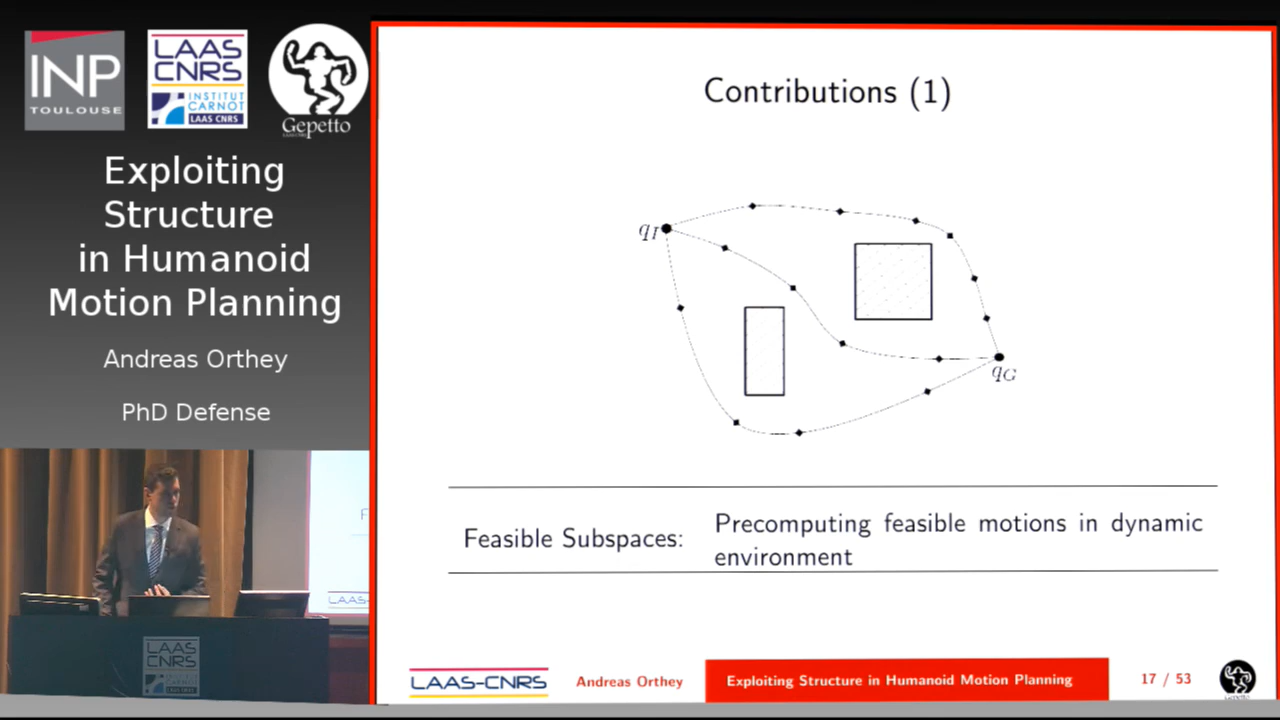 INP
TOULOUSE
LAAS
CNRS
INSTITUT
CARNOT
LAAS CNRS
Gepetto
Exploiting
Structure
in Humanoid
Motion Planning
Andreas Orthey
PhD Defense
LAAS
CNRS
LAAS-
Contributions (1)
qI
qG
Feasible Subspaces: Precomputing feasible motions in dynamic
environment
LAAS-CNRS Andreas Orthey Exploiting Structure in Humanoid Motion Planning 17 / 53
Gepetto